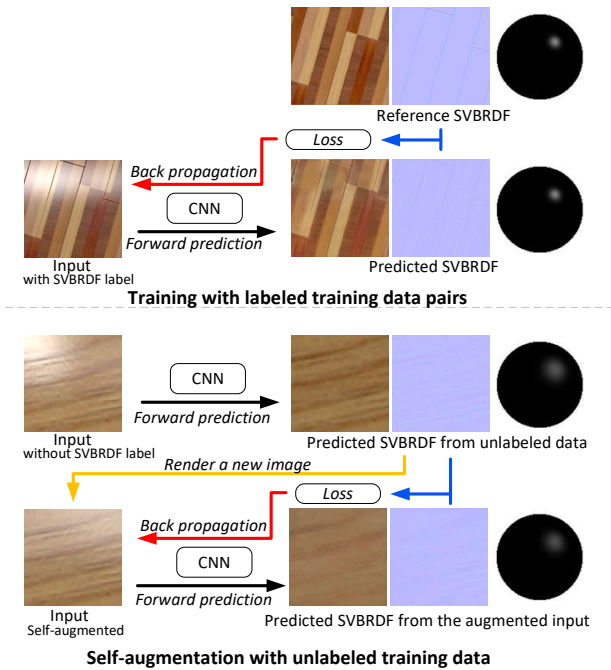 Reference SVBRDF
Loss
Back propagation
CNN
Forward prediction
Input
with SVBRDF label
Predicted SVBRDF
Training with labeled training data pairs
CNN
Forward prediction
Input
without SVBRDF label
Predicted SVBRDF from unlabeled data
Render a new image
Loss
Back propagation
CNN
Forward prediction
Input
Self-augmented
Predicted SVBRDF from the augmented input
Self-augmentation with unlabeled training data